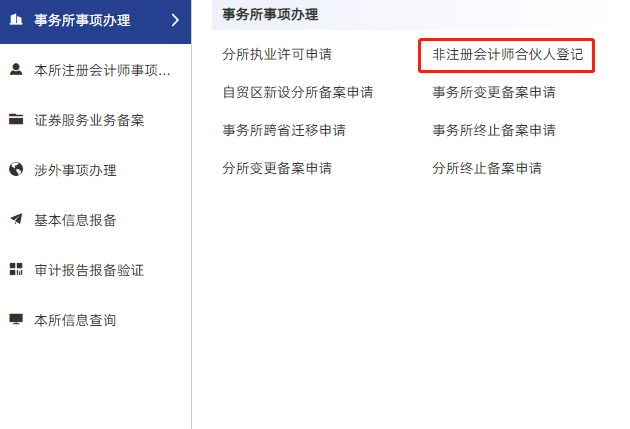 事务所事项办理
本所注册会计师事项...
证券服务业务备案
涉外事项办理
基本信息报备
审计报告报备验证
本所信息查询
事务所事项办理
分所执业许可申请 非注册会计师合伙人登记
自贸区新设分所备案申请 事务所变更备案申请
事务所跨省迁移申请 事务所终止备案申请
分所变更备案申请 分所终止备案申请